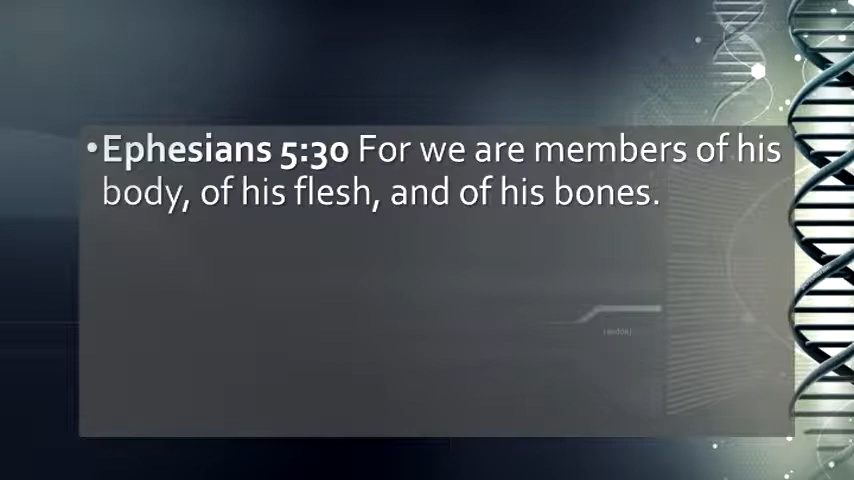 •Ephesians 5:30 For we are members of his
body, of his flesh, and of his bones.